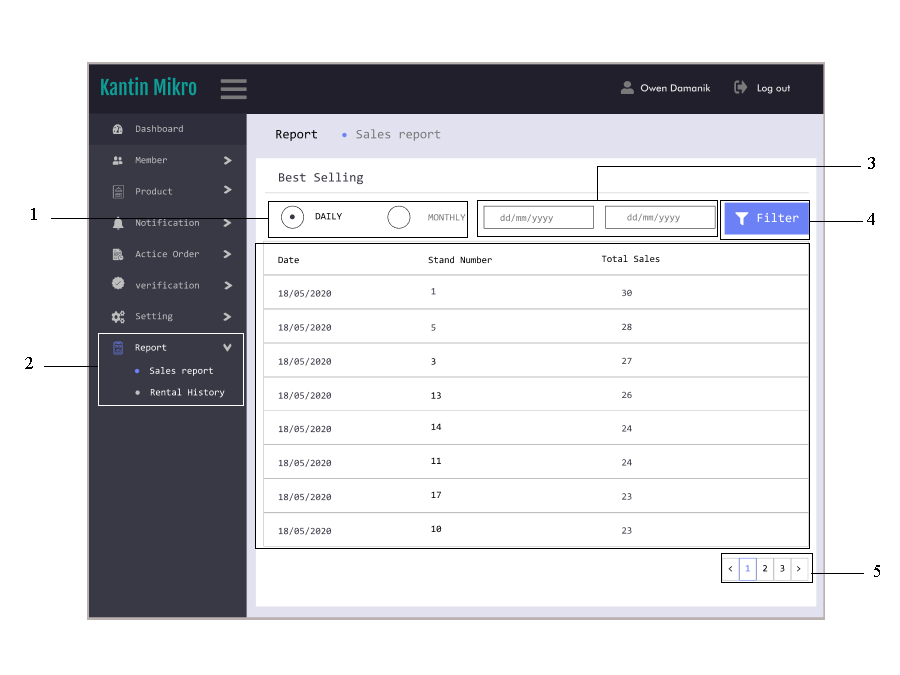 Kantin Mikro
Owen Damanik
Log out
Dashboard
Member
Product
Notification
Actice Order
verification
Setting
Report
Sales report
Rental History
Report • Sales report
Best Selling
DAILY MONTHLY dd/mm/yyyy dd/mm/yyyy Filter
Date Stand Number Total Sales
18/05/2020 1 30
18/05/2020 5 28
18/05/2020 3 27
18/05/2020 13 26
18/05/2020 14 24
18/05/2020 11 24
18/05/2020 17 23
18/05/2020 10 23
< 1 2 3 >
1
2
3
4
5